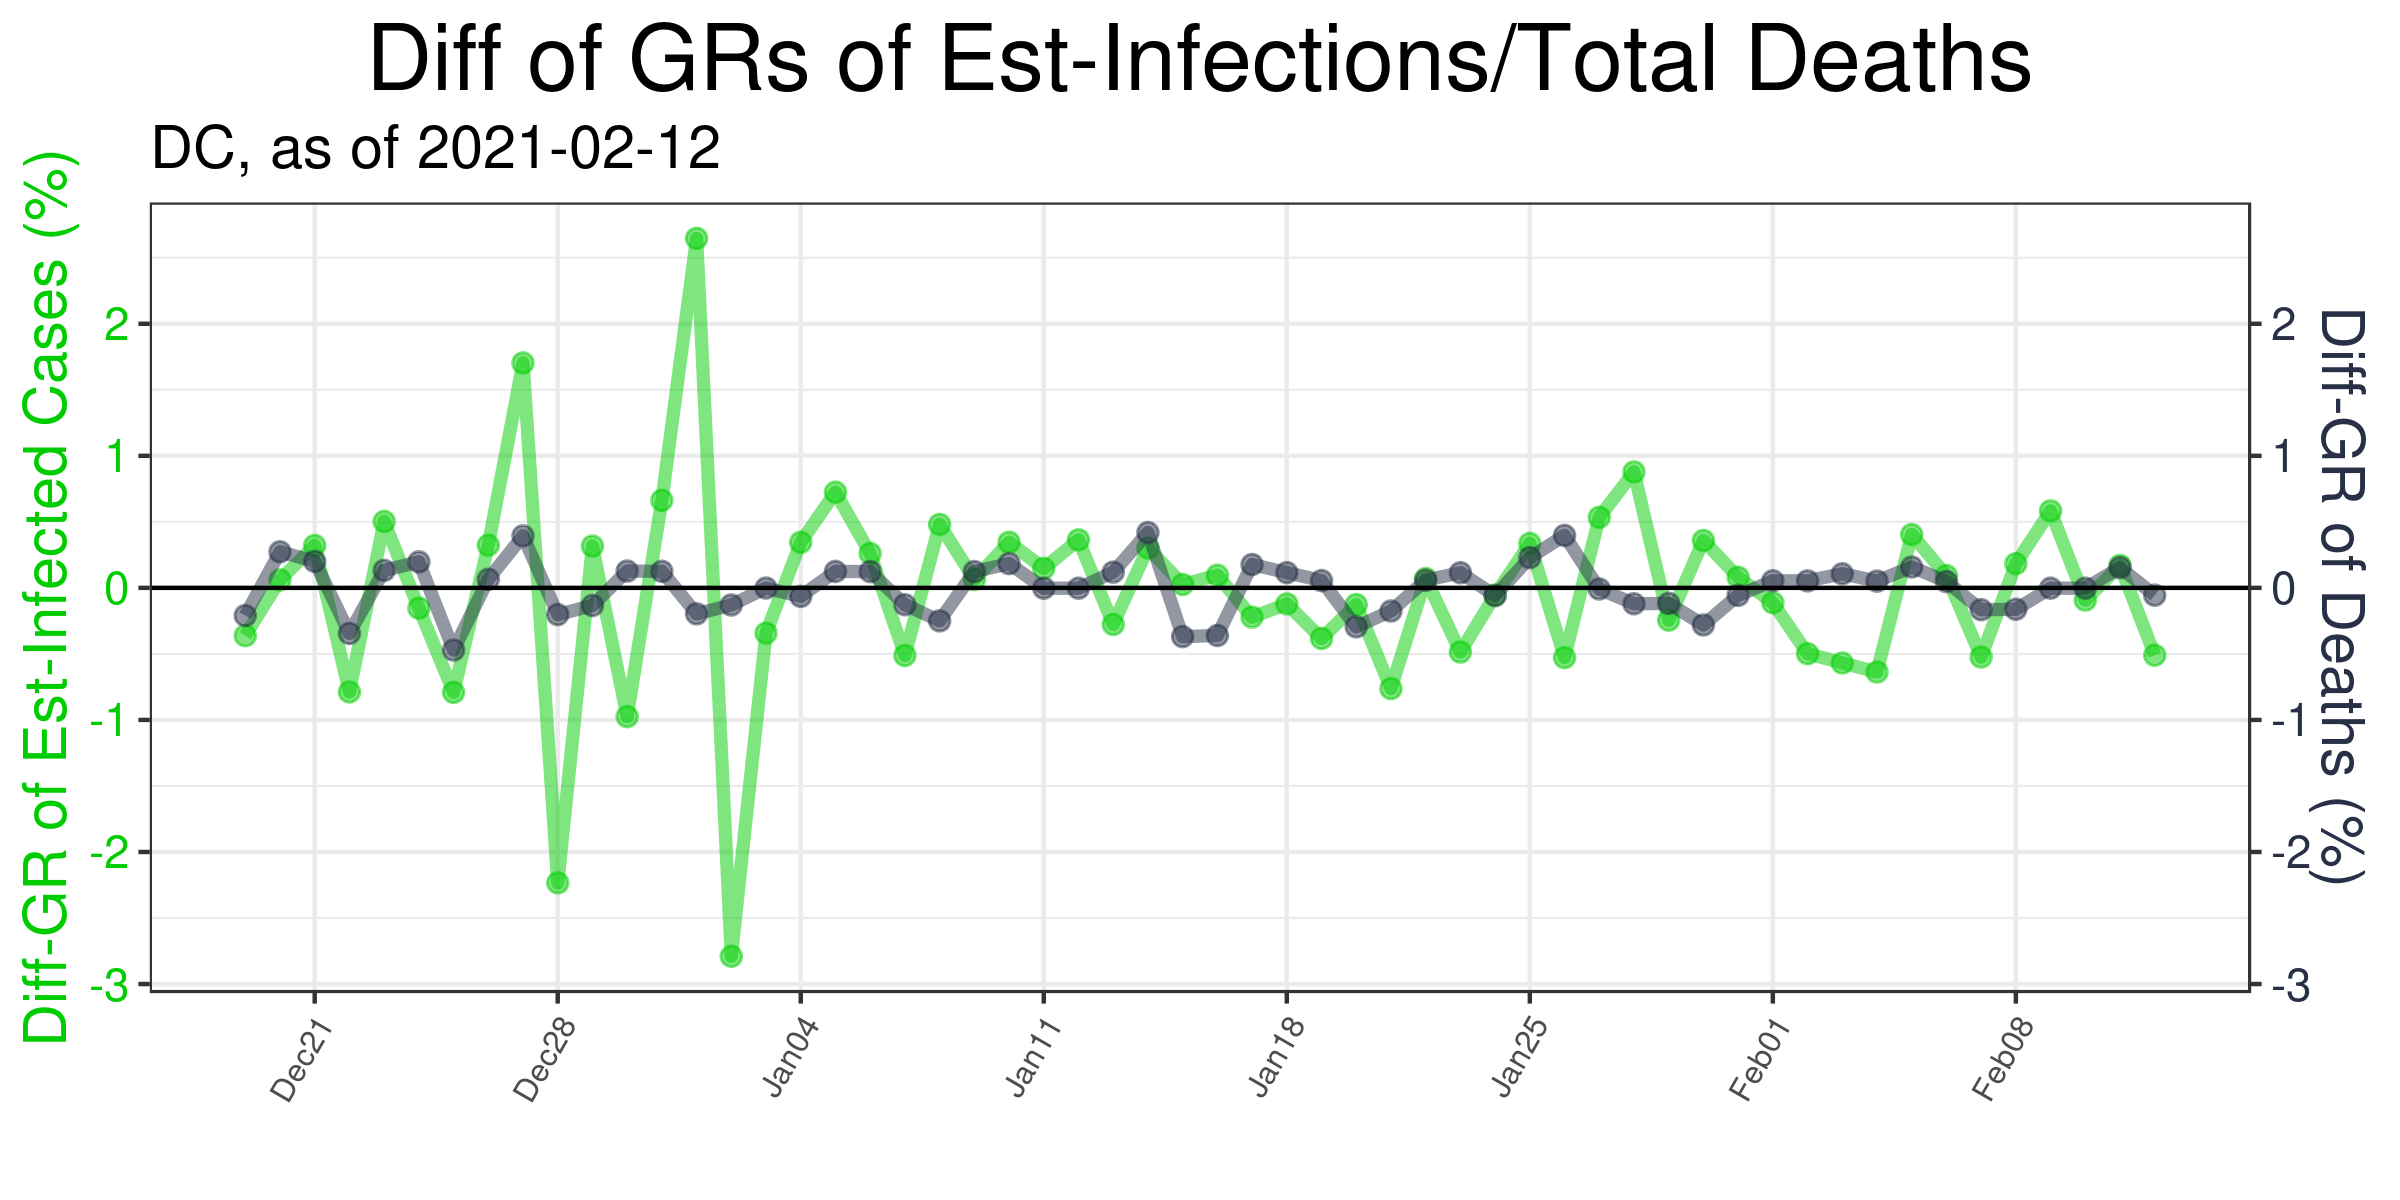 Diff of GRs of Est-Infections/Total Deaths
DC, as of 2021-02-12
Diff-GR of Est-Infected Cases (%)
2
1
0
-1
-2
-3
2
1
0
-1
-2
-3
Diff-GR of Deaths (%)
Dec21
Dec28
Jan04
Jan11
Jan18
Jan25
Feb01
Feb08